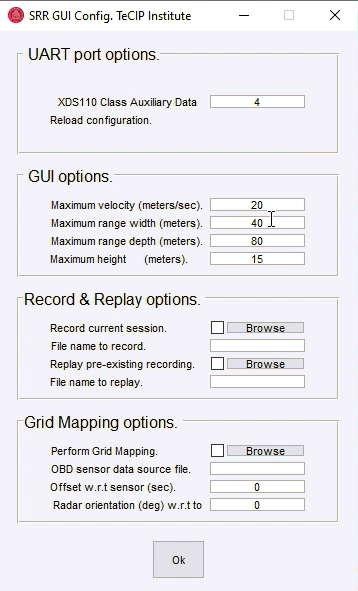 SRR GUI Config. TeCIP Institute
UART port options.
XDS110 Class Auxiliary Data 4
Reload configuration.
GUI options.
Maximum velocity (meters/sec). 20
Maximum range width (meters). 40
Maximum range depth (meters). 80
Maximum height (meters). 15
Record & Replay options.
Record current session. Browse
File name to record.
Replay pre-existing recording. Browse
File name to replay.
Grid Mapping options.
Perform Grid Mapping. Browse
OBD sensor data source file.
Offset w.r.t sensor (sec). 0
Radar orientation (deg) w.r.t to 0
Ok